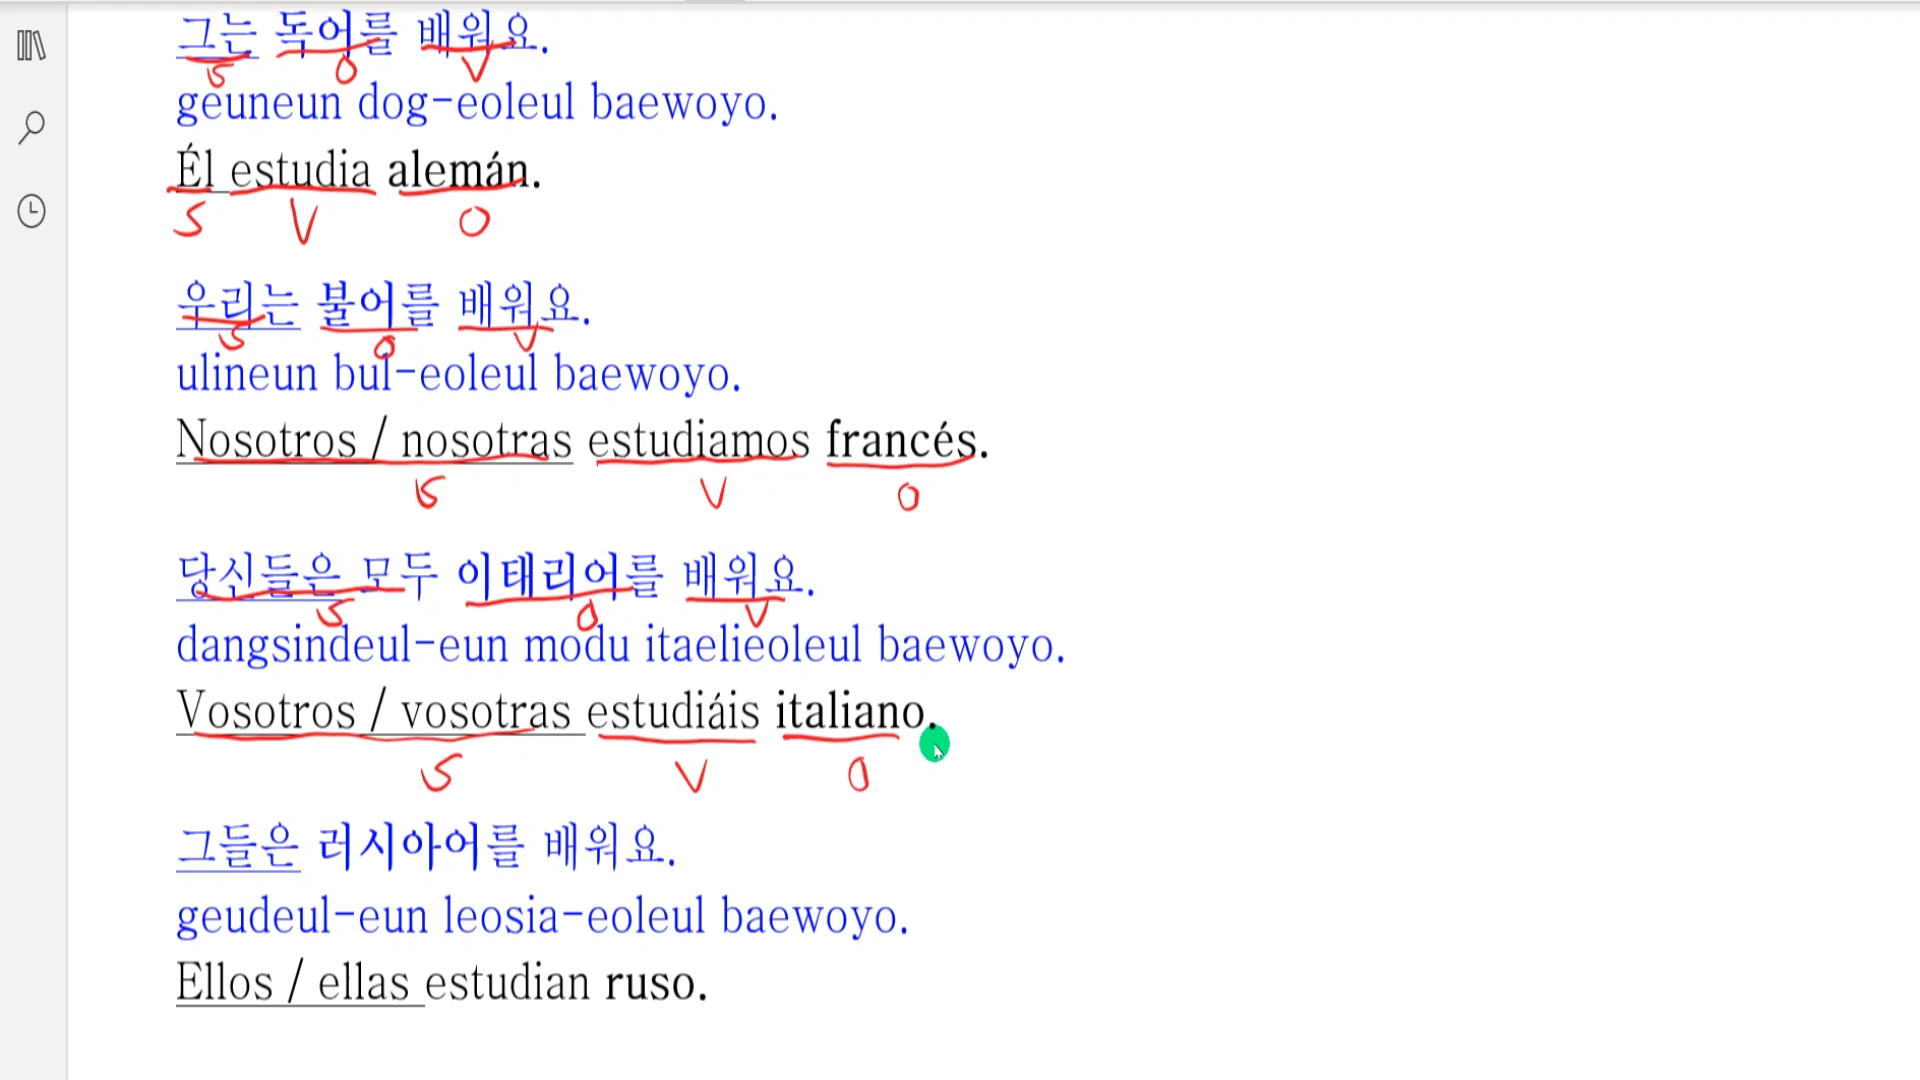 그는 독어를 배워요.
S O V
geuneun dog-eoleul baewoyo.
Él estudia alemán.
S V O
우리는 불어를 배워요.
S O V
ulineun bul-eoleul baewoyo.
Nosotros / nosotras estudiamos francés.
S V O
당신들은 모두 이태리어를 배워요.
S O V
dangsindeul-eun modu itaelieoleul baewoyo.
Vosotros / vosotras estudiáis italiano.
S V O
그들은 러시아어를 배워요.
geudeul-eun leosia-eoleul baewoyo.
Ellos / ellas estudian ruso.